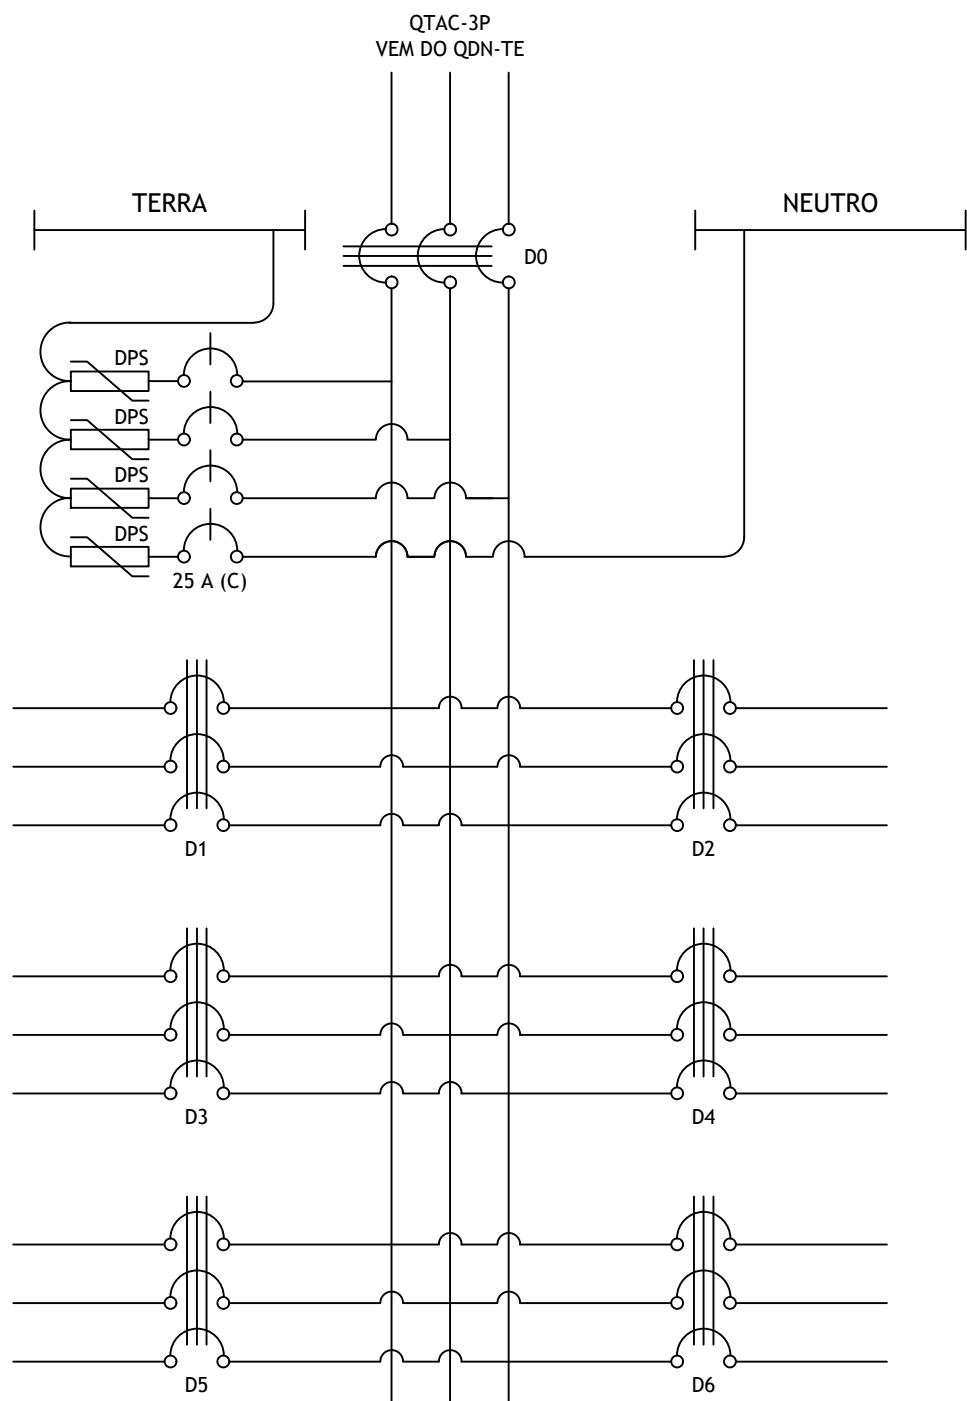 QTAC-3P
VEM DO QDN-TE
TERRA
NEUTRO
D0
DPS
DPS
DPS
DPS
25 A (C)
D1
D2
D3
D4
D5
D6